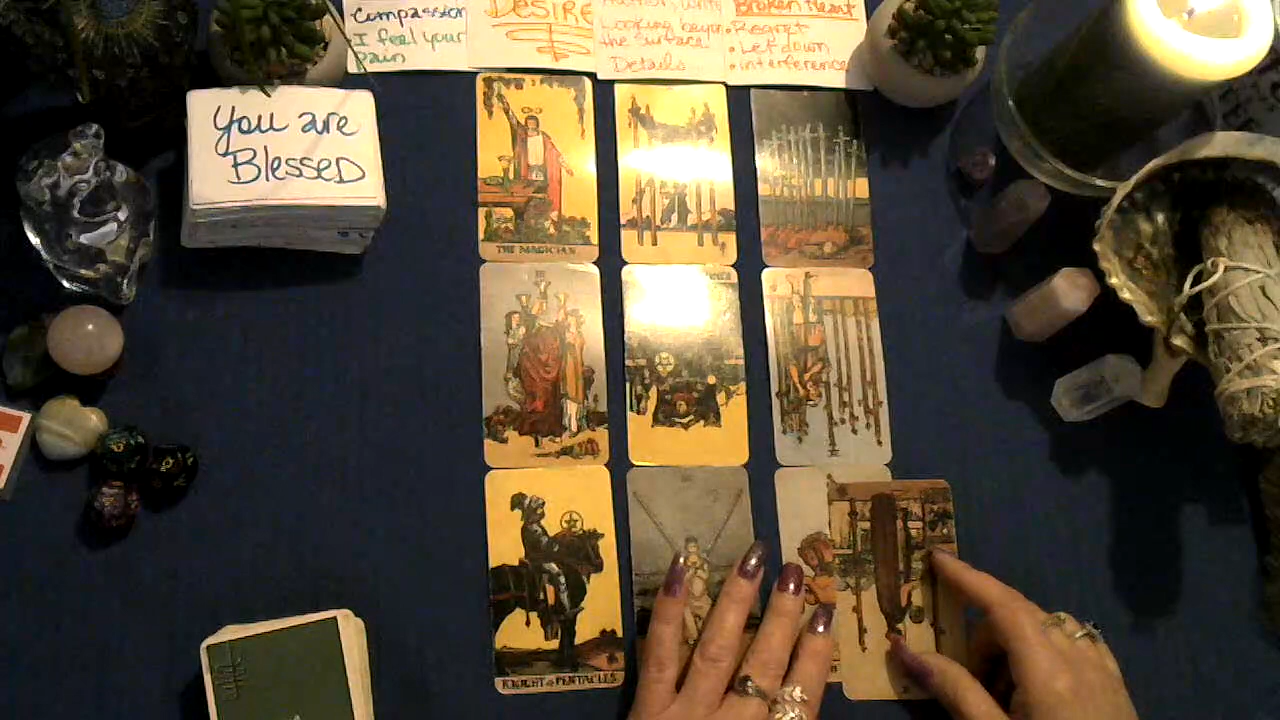 Compassion
I feel your
pain
DESIRE
Looking beyond
the surface
Details
Broken Heart
• Regret
• Let down
• interference
You are
Blessed
THE MAGICIAN
III
KNIGHT of PENTACLES